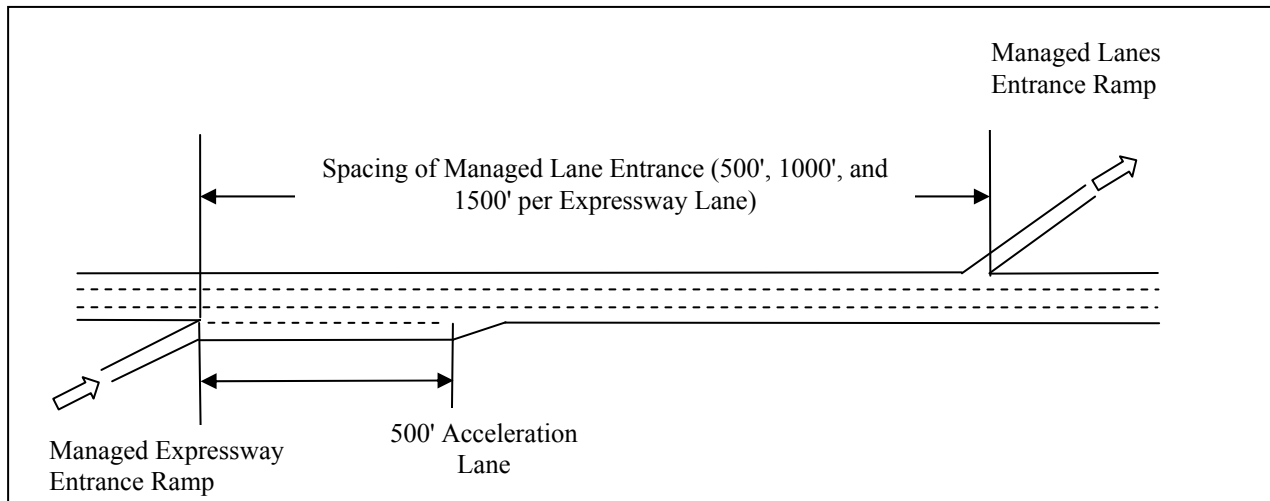 Managed Lanes
Entrance Ramp
Spacing of Managed Lane Entrance (500', 1000', and
1500' per Expressway Lane)
Managed Expressway
Entrance Ramp
500' Acceleration
Lane